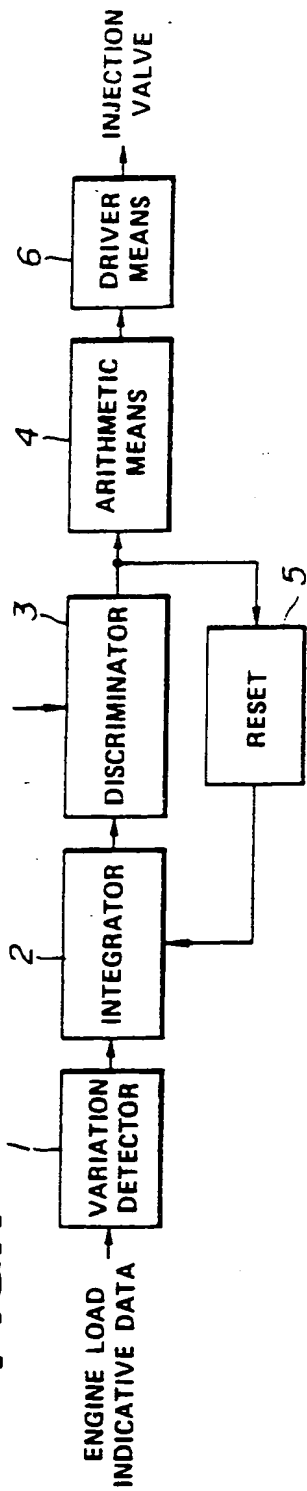 ENGINE LOAD
INDICATIVE DATA
1
VARIATION
DETECTOR
2
INTEGRATOR
3
DISCRIMINATOR
4
ARITHMETIC
MEANS
6
DRIVER
MEANS
INJECTION
VALVE
5
RESET